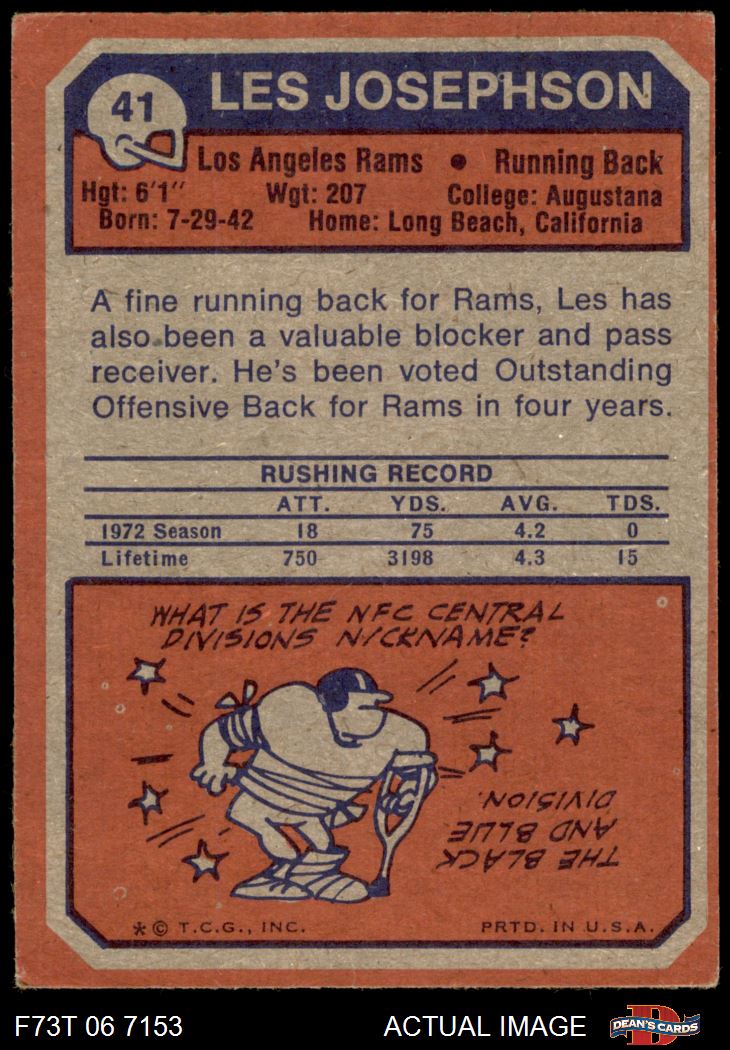 41
LES JOSEPHSON
Los Angeles Rams • Running Back
Hgt: 6'1" Wgt: 207 College: Augustana
Born: 7-29-42 Home: Long Beach, California
A fine running back for Rams, Les has
also been a valuable blocker and pass
receiver. He's been voted Outstanding
Offensive Back for Rams in four years.
RUSHING RECORD
ATT. YDS. AVG. TDS.
1972 Season 18 75 4.2 0
Lifetime 750 3198 4.3 15
WHAT IS THE NFC CENTRAL
DIVISIONS NICKNAME?
THE BLACK
AND BLUE
DIVISION.
* © T.C.G., INC. PRTD. IN U.S.A.
F73T 06 7153 ACTUAL IMAGE
D
DEAN'S CARDS